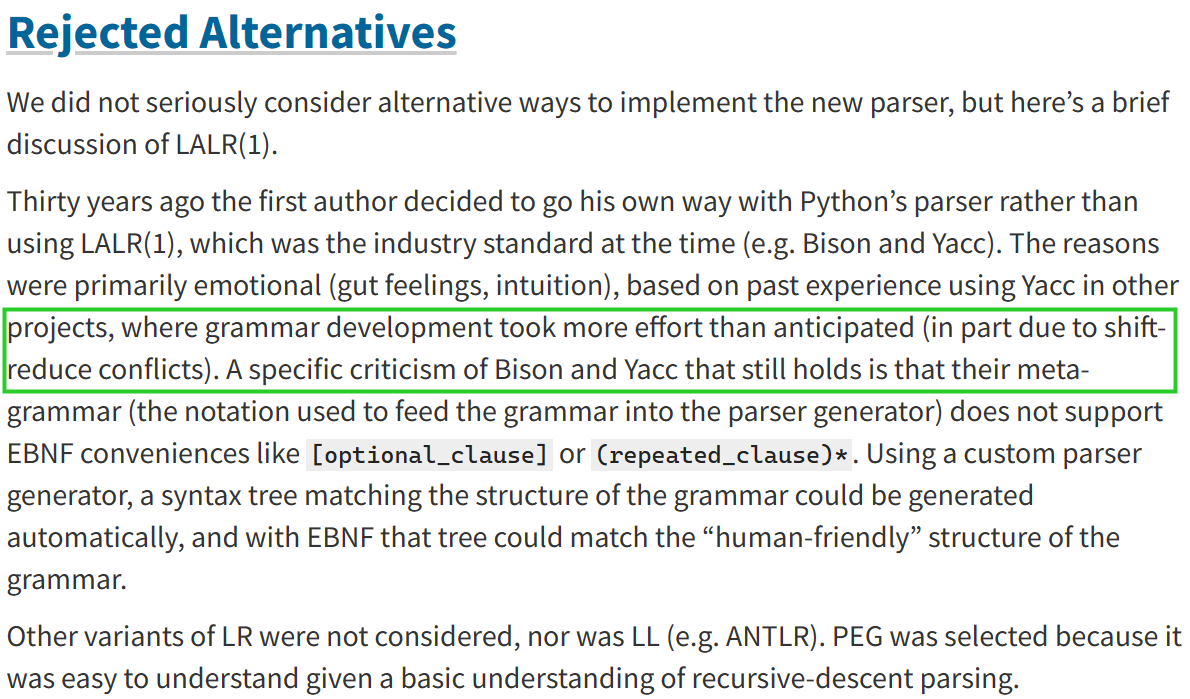 Rejected Alternatives
We did not seriously consider alternative ways to implement the new parser, but here’s a brief
discussion of LALR(1).
Thirty years ago the first author decided to go his own way with Python’s parser rather than
using LALR(1), which was the industry standard at the time (e.g. Bison and Yacc). The reasons
were primarily emotional (gut feelings, intuition), based on past experience using Yacc in other
projects, where grammar development took more effort than anticipated (in part due to shift-
reduce conflicts). A specific criticism of Bison and Yacc that still holds is that their meta-
grammar (the notation used to feed the grammar into the parser generator) does not support
EBNF conveniences like [optional_clause] or (repeated_clause)*. Using a custom parser
generator, a syntax tree matching the structure of the grammar could be generated
automatically, and with EBNF that tree could match the “human-friendly” structure of the
grammar.
Other variants of LR were not considered, nor was LL (e.g. ANTLR). PEG was selected because it
was easy to understand given a basic understanding of recursive-descent parsing.